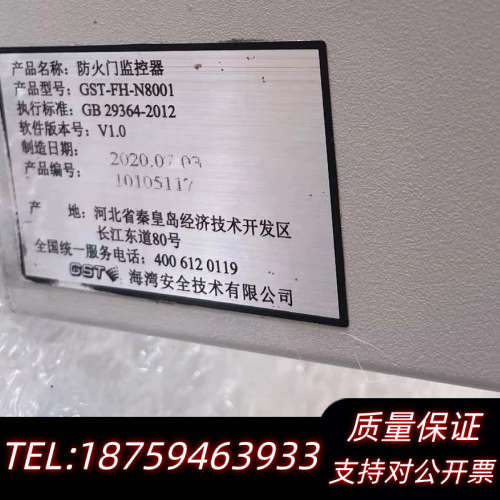 产品名称: 防火门监控器
产品型号: GST-FH-N8001
执行标准: GB 29364-2012
软件版本号: V1.0
制造日期: 2020.07 03
产品编号: 10105117
产 地: 河北省秦皇岛经济技术开发区
长江东道80号
全国统一服务电话: 400 612 0119
GST 海湾安全技术有限公司
TEL:18759463933
质量保证
支持对公开票